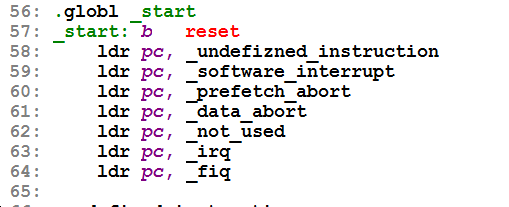 56: .globl _start
57: _start: b reset
58: ldr pc, _undefizned_instruction
59: ldr pc, _software_interrupt
60: ldr pc, _prefetch_abort
61: ldr pc, _data_abort
62: ldr pc, _not_used
63: ldr pc, _irq
64: ldr pc, _fiq
65: